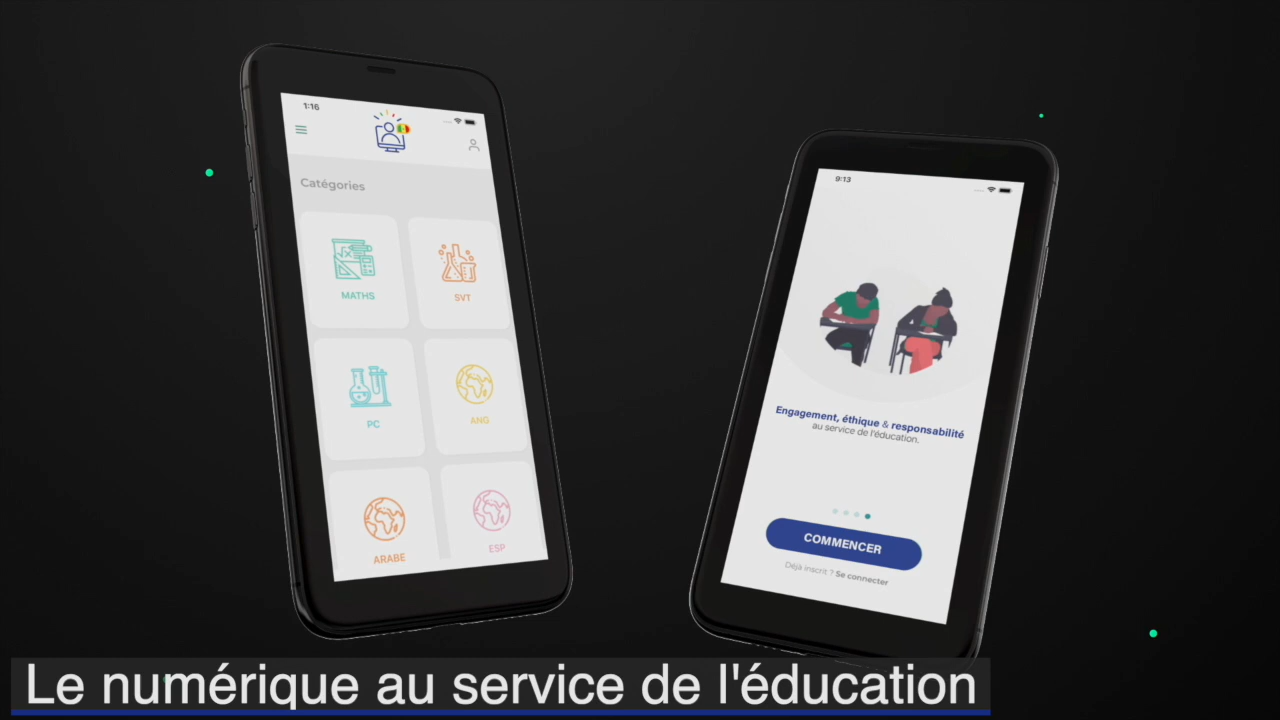 1:16
Catégories
MATHS
SVT
PC
ANG
ARABE
ESP
9:13
Engagement, éthique & responsabilité
au service de l'éducation.
COMMENCER
Déjà inscrit ? Se connecter
Le numérique au service de l'éducation